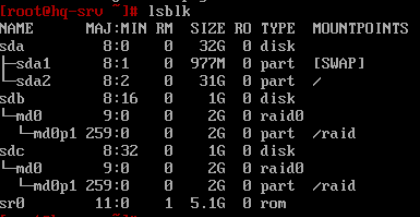 [root@hq-srv ~]# lsblk
NAME MAJ:MIN RM SIZE RO TYPE MOUNTPOINTS
sda 8:0 0 32G 0 disk
├─sda1 8:1 0 977M 0 part [SWAP]
└─sda2 8:2 0 31G 0 part /
sdb 8:16 0 1G 0 disk
└─md0 9:0 0 2G 0 raid0
└─md0p1 259:0 0 2G 0 part /raid
sdc 8:32 0 1G 0 disk
└─md0 9:0 0 2G 0 raid0
└─md0p1 259:0 0 2G 0 part /raid
sr0 11:0 1 5.1G 0 rom